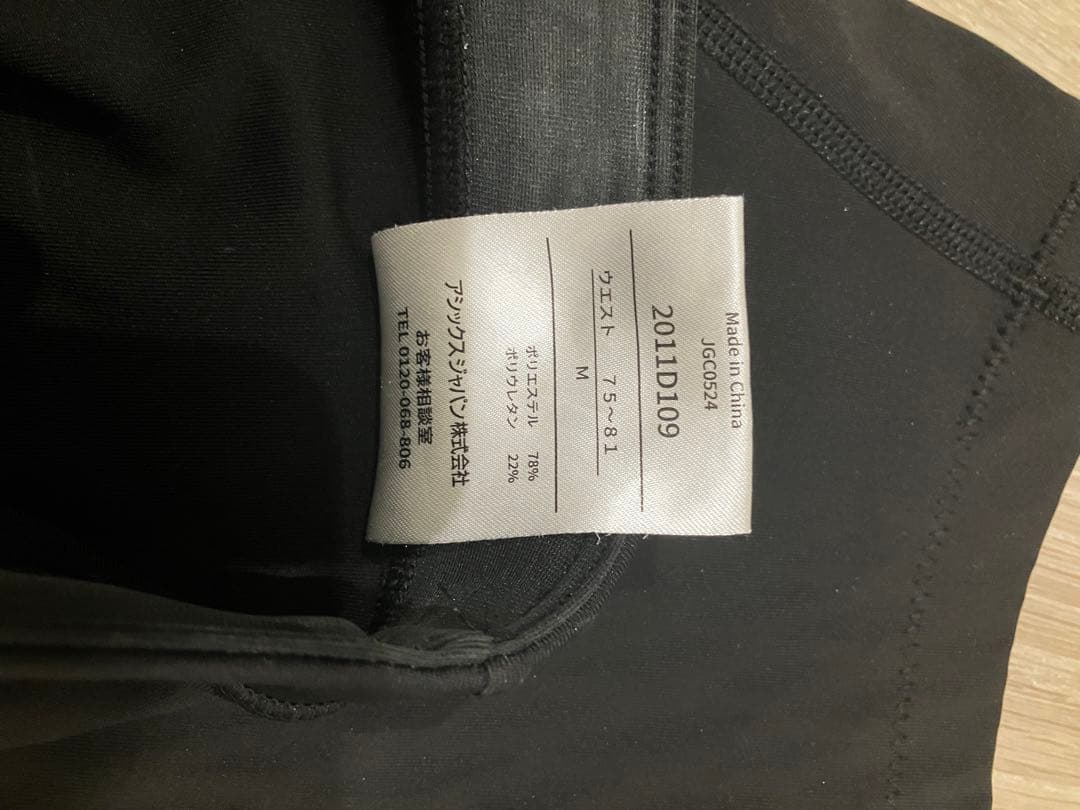 Made in China
JGC0524
2011D109
ウエスト 75〜81
M
ポリエステル 78%
ポリウレタン 22%
アシックスジャパン株式会社
お客様相談室
TEL 0120-068-806